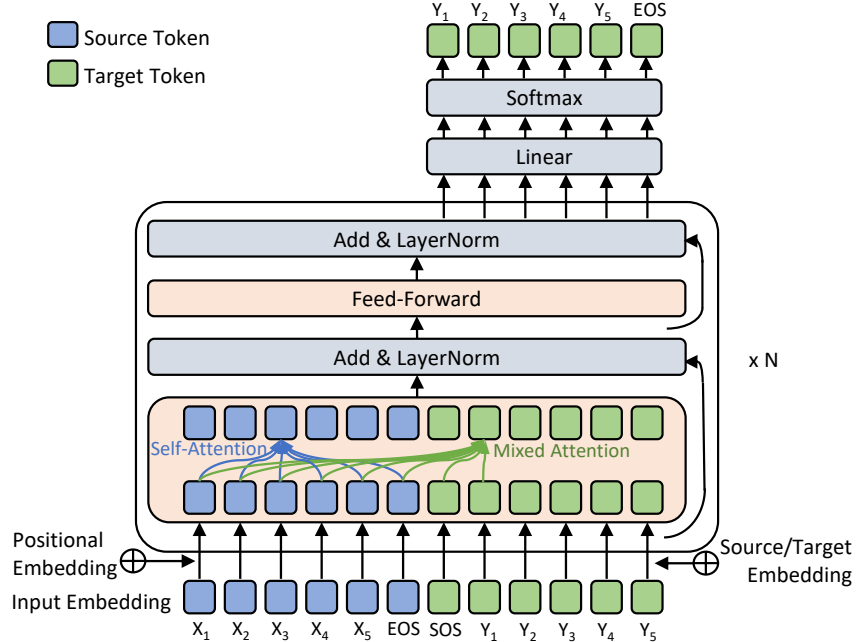 Y1 Y2 Y3 Y4 Y5 EOS
Source Token
Target Token
Softmax
Linear
Add & LayerNorm
Feed-Forward
Add & LayerNorm
x N
Self-Attention
Mixed Attention
Positional
Embedding
Source/Target
Embedding
Input Embedding
X1 X2 X3 X4 X5 EOS SOS Y1 Y2 Y3 Y4 Y5